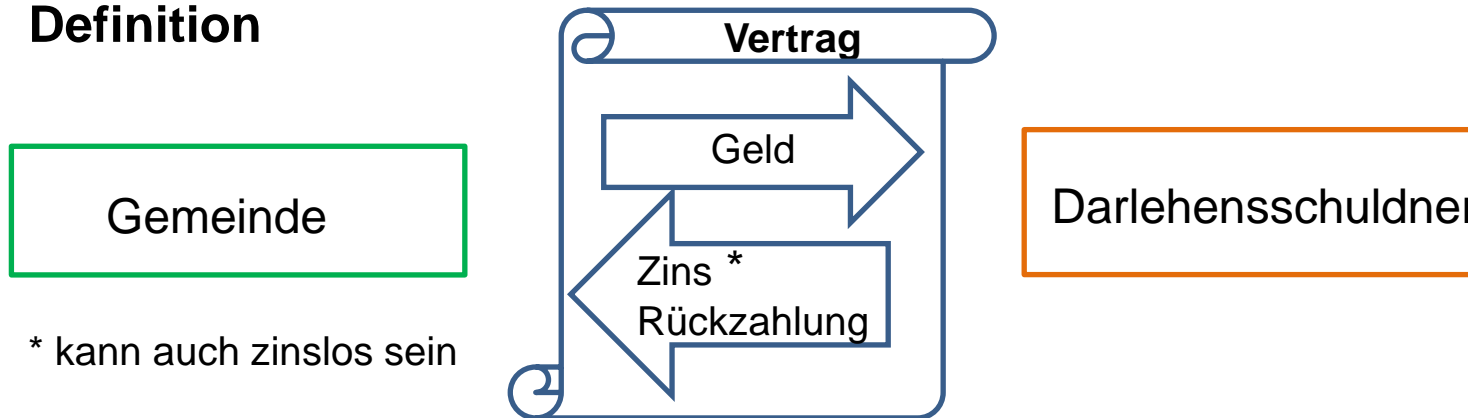 Definition
Vertrag
Geld
Gemeinde
Darlehensschuldner
Zins *
Rückzahlung
* kann auch zinslos sein